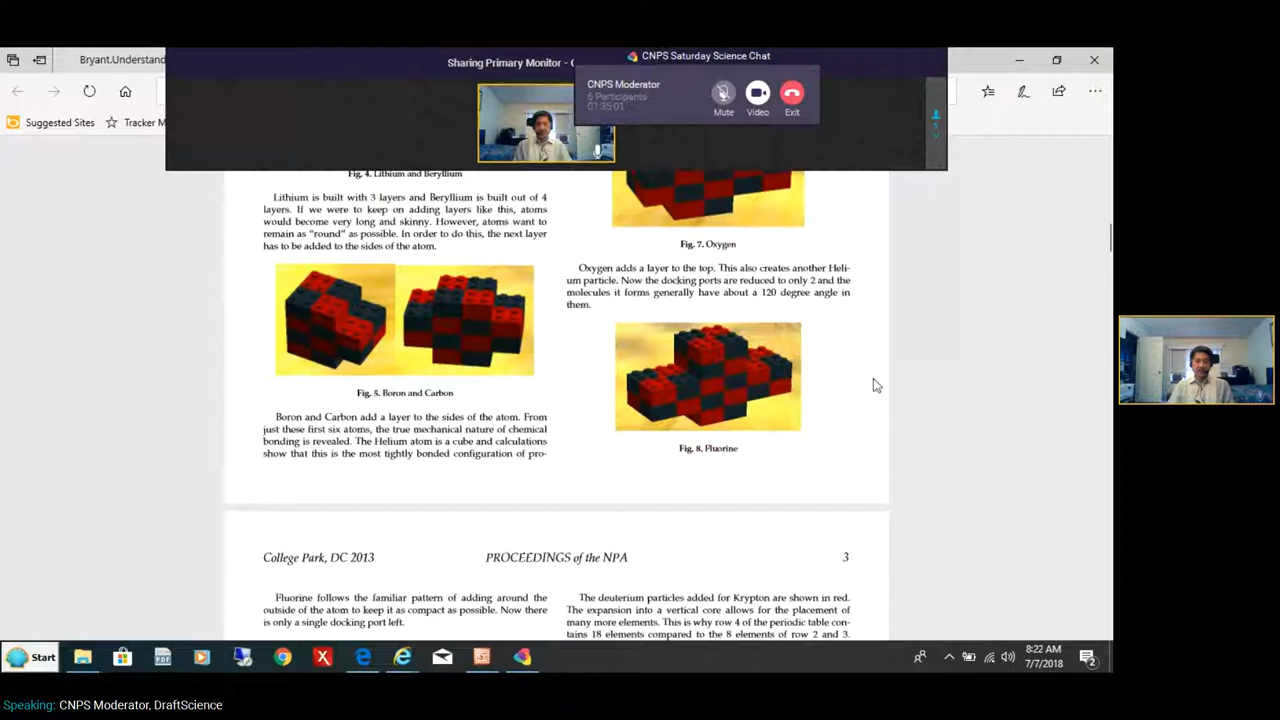 Bryant.Understand
Sharing Primary Monitor - C
CNPS Saturday Science Chat
CNPS Moderator
6 Participants
01:35:01
Mute
Video
Exit
Suggested Sites
Tracker M
Fig. 4. Lithium and Beryllium
Lithium is built with 3 layers and Beryllium is built out of 4
layers. If we were to keep on adding layers like this, atoms
would become very long and skinny. However, atoms want to
remain as "round" as possible. In order to do this, the next layer
has to be added to the sides of the atom.
Fig. 5. Boron and Carbon
Boron and Carbon add a layer to the sides of the atom. From
just these first six atoms, the true mechanical nature of chemical
bonding is revealed. The Helium atom is a cube and calculations
show that this is the most tightly bonded configuration of pro-
Fig. 7. Oxygen
Oxygen adds a layer to the top. This also creates another Heli-
um particle. Now the docking ports are reduced to only 2 and the
molecules it forms generally have about a 120 degree angle in
them.
Fig. 8. Fluorine
College Park, DC 2013
PROCEEDINGS of the NPA
3
Fluorine follows the familiar pattern of adding around the
outside of the atom to keep it as compact as possible. Now there
is only a single docking port left.
The deuterium particles added for Krypton are shown in red.
The expansion into a vertical core allows for the placement of
many more elements. This is why row 4 of the periodic table con-
tains 18 elements compared to the 8 elements of row 2 and 3.
Start
8:22 AM
7/7/2018
2
Speaking: CNPS Moderator, DraftScience